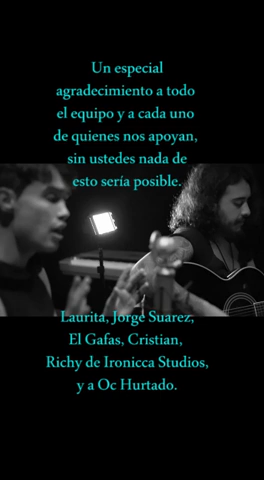 Un especial
agradecimiento a todo
el equipo y a cada uno
de quienes nos apoyan,
sin ustedes nada de
esto sería posible.
Laurita, Jorge Suarez,
El Gafas, Cristian,
Richy de Ironicca Studios,
y a Oc Hurtado.